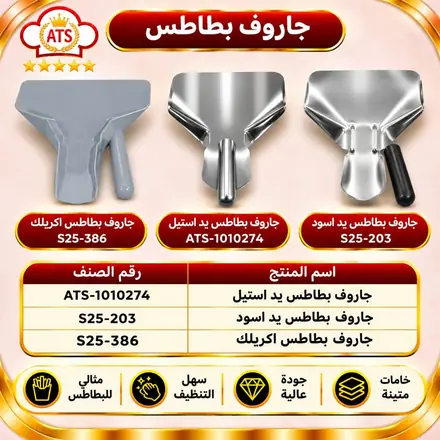 ATS
جاروف بطاطس
جاروف بطاطس يد اسود
S25-203
جاروف بطاطس يد استيل
ATS-1010274
جاروف بطاطس اكريلك
S25-386
اسم المنتج
رقم الصنف
جاروف بطاطس يد استيل
ATS-1010274
جاروف بطاطس يد اسود
S25-203
جاروف بطاطس اكريلك
S25-386
خامات
متينة
جودة
عالية
سهل
التنظيف
مثالي
للبطاطس